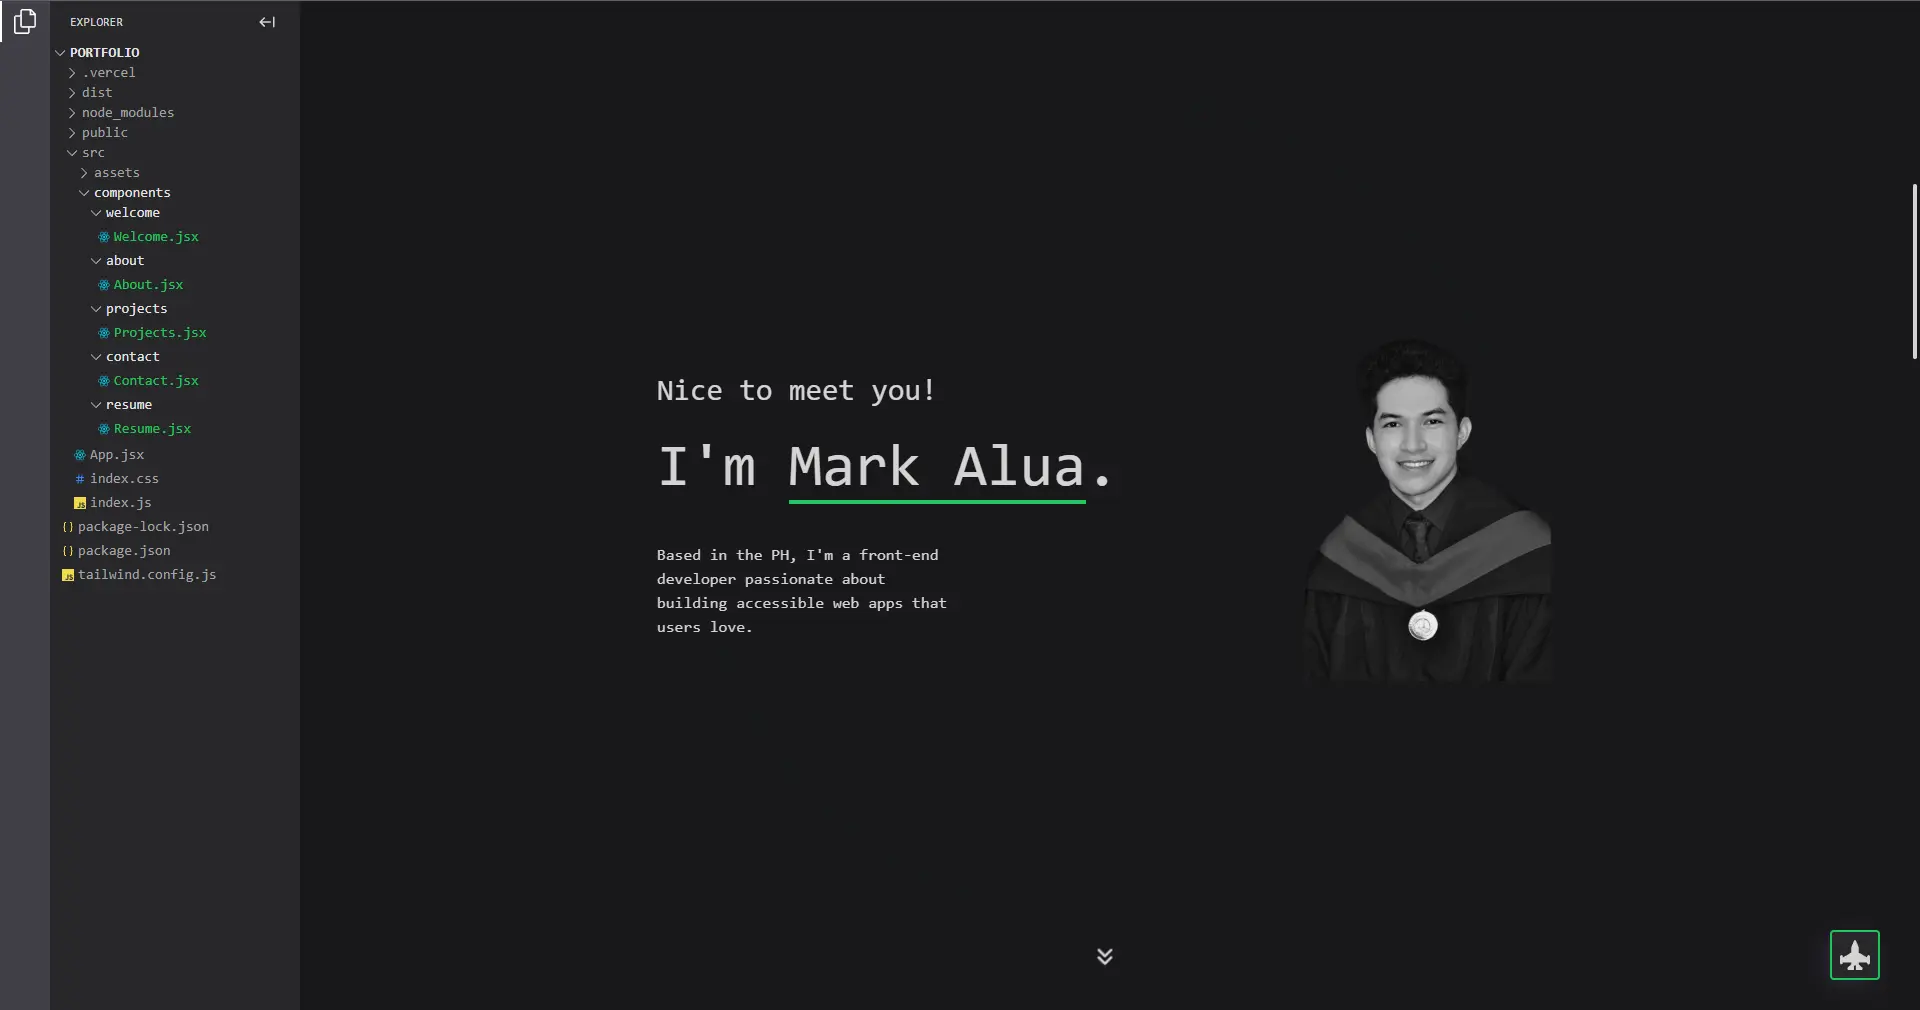 EXPLORER
PORTFOLIO
.vercel
dist
node_modules
public
src
assets
components
welcome
Welcome.jsx
about
About.jsx
projects
Projects.jsx
contact
Contact.jsx
resume
Resume.jsx
App.jsx
# index.css
JS index.js
{} package-lock.json
{} package.json
JS tailwind.config.js
Nice to meet you!
I'm Mark Alua.
Based in the PH, I'm a front-end
developer passionate about
building accessible web apps that
users love.